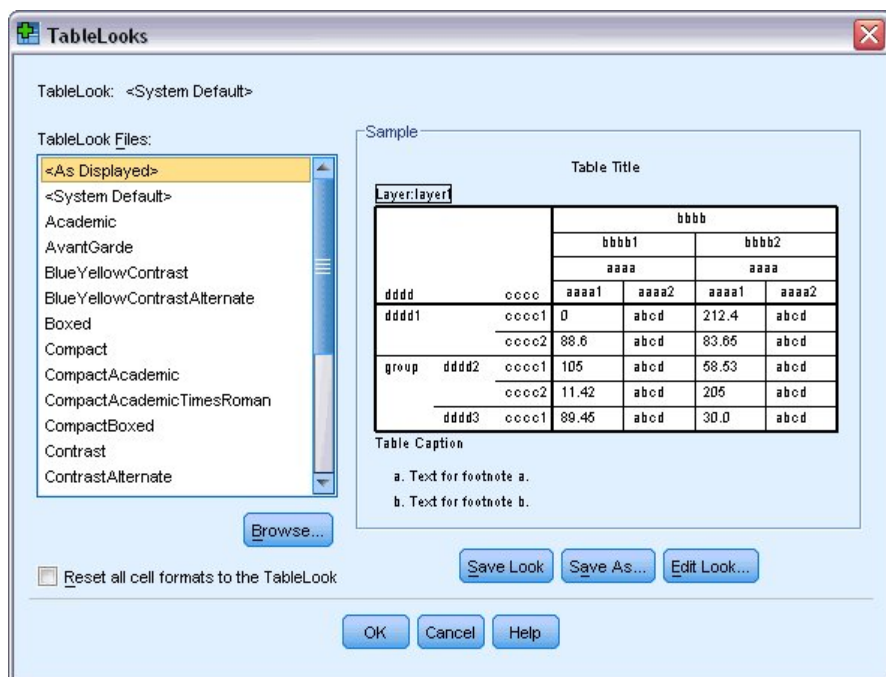 TableLooks
TableLook: <System Default>
TableLook Files:
<As Displayed>
<System Default>
Academic
AvantGarde
BlueYellowContrast
BlueYellowContrastAlternate
Boxed
Compact
CompactAcademic
CompactAcademicTimesRoman
CompactBoxed
Contrast
ContrastAlternate
Browse...
Reset all cell formats to the TableLook
Sample
Table Title
Layer:layer1
bbbb
bbbb1 bbbb2
aaaa aaaa
dddd cccc aaaa1 aaaa2 aaaa1 aaaa2
dddd1 cccc1 0 abcd 212.4 abcd
cccc2 88.6 abcd 83.65 abcd
group dddd2 cccc1 105 abcd 58.53 abcd
cccc2 11.42 abcd 205 abcd
dddd3 cccc1 89.45 abcd 30.0 abcd
Table Caption
a. Text for footnote a.
b. Text for footnote b.
Save Look Save As... Edit Look...
OK Cancel Help